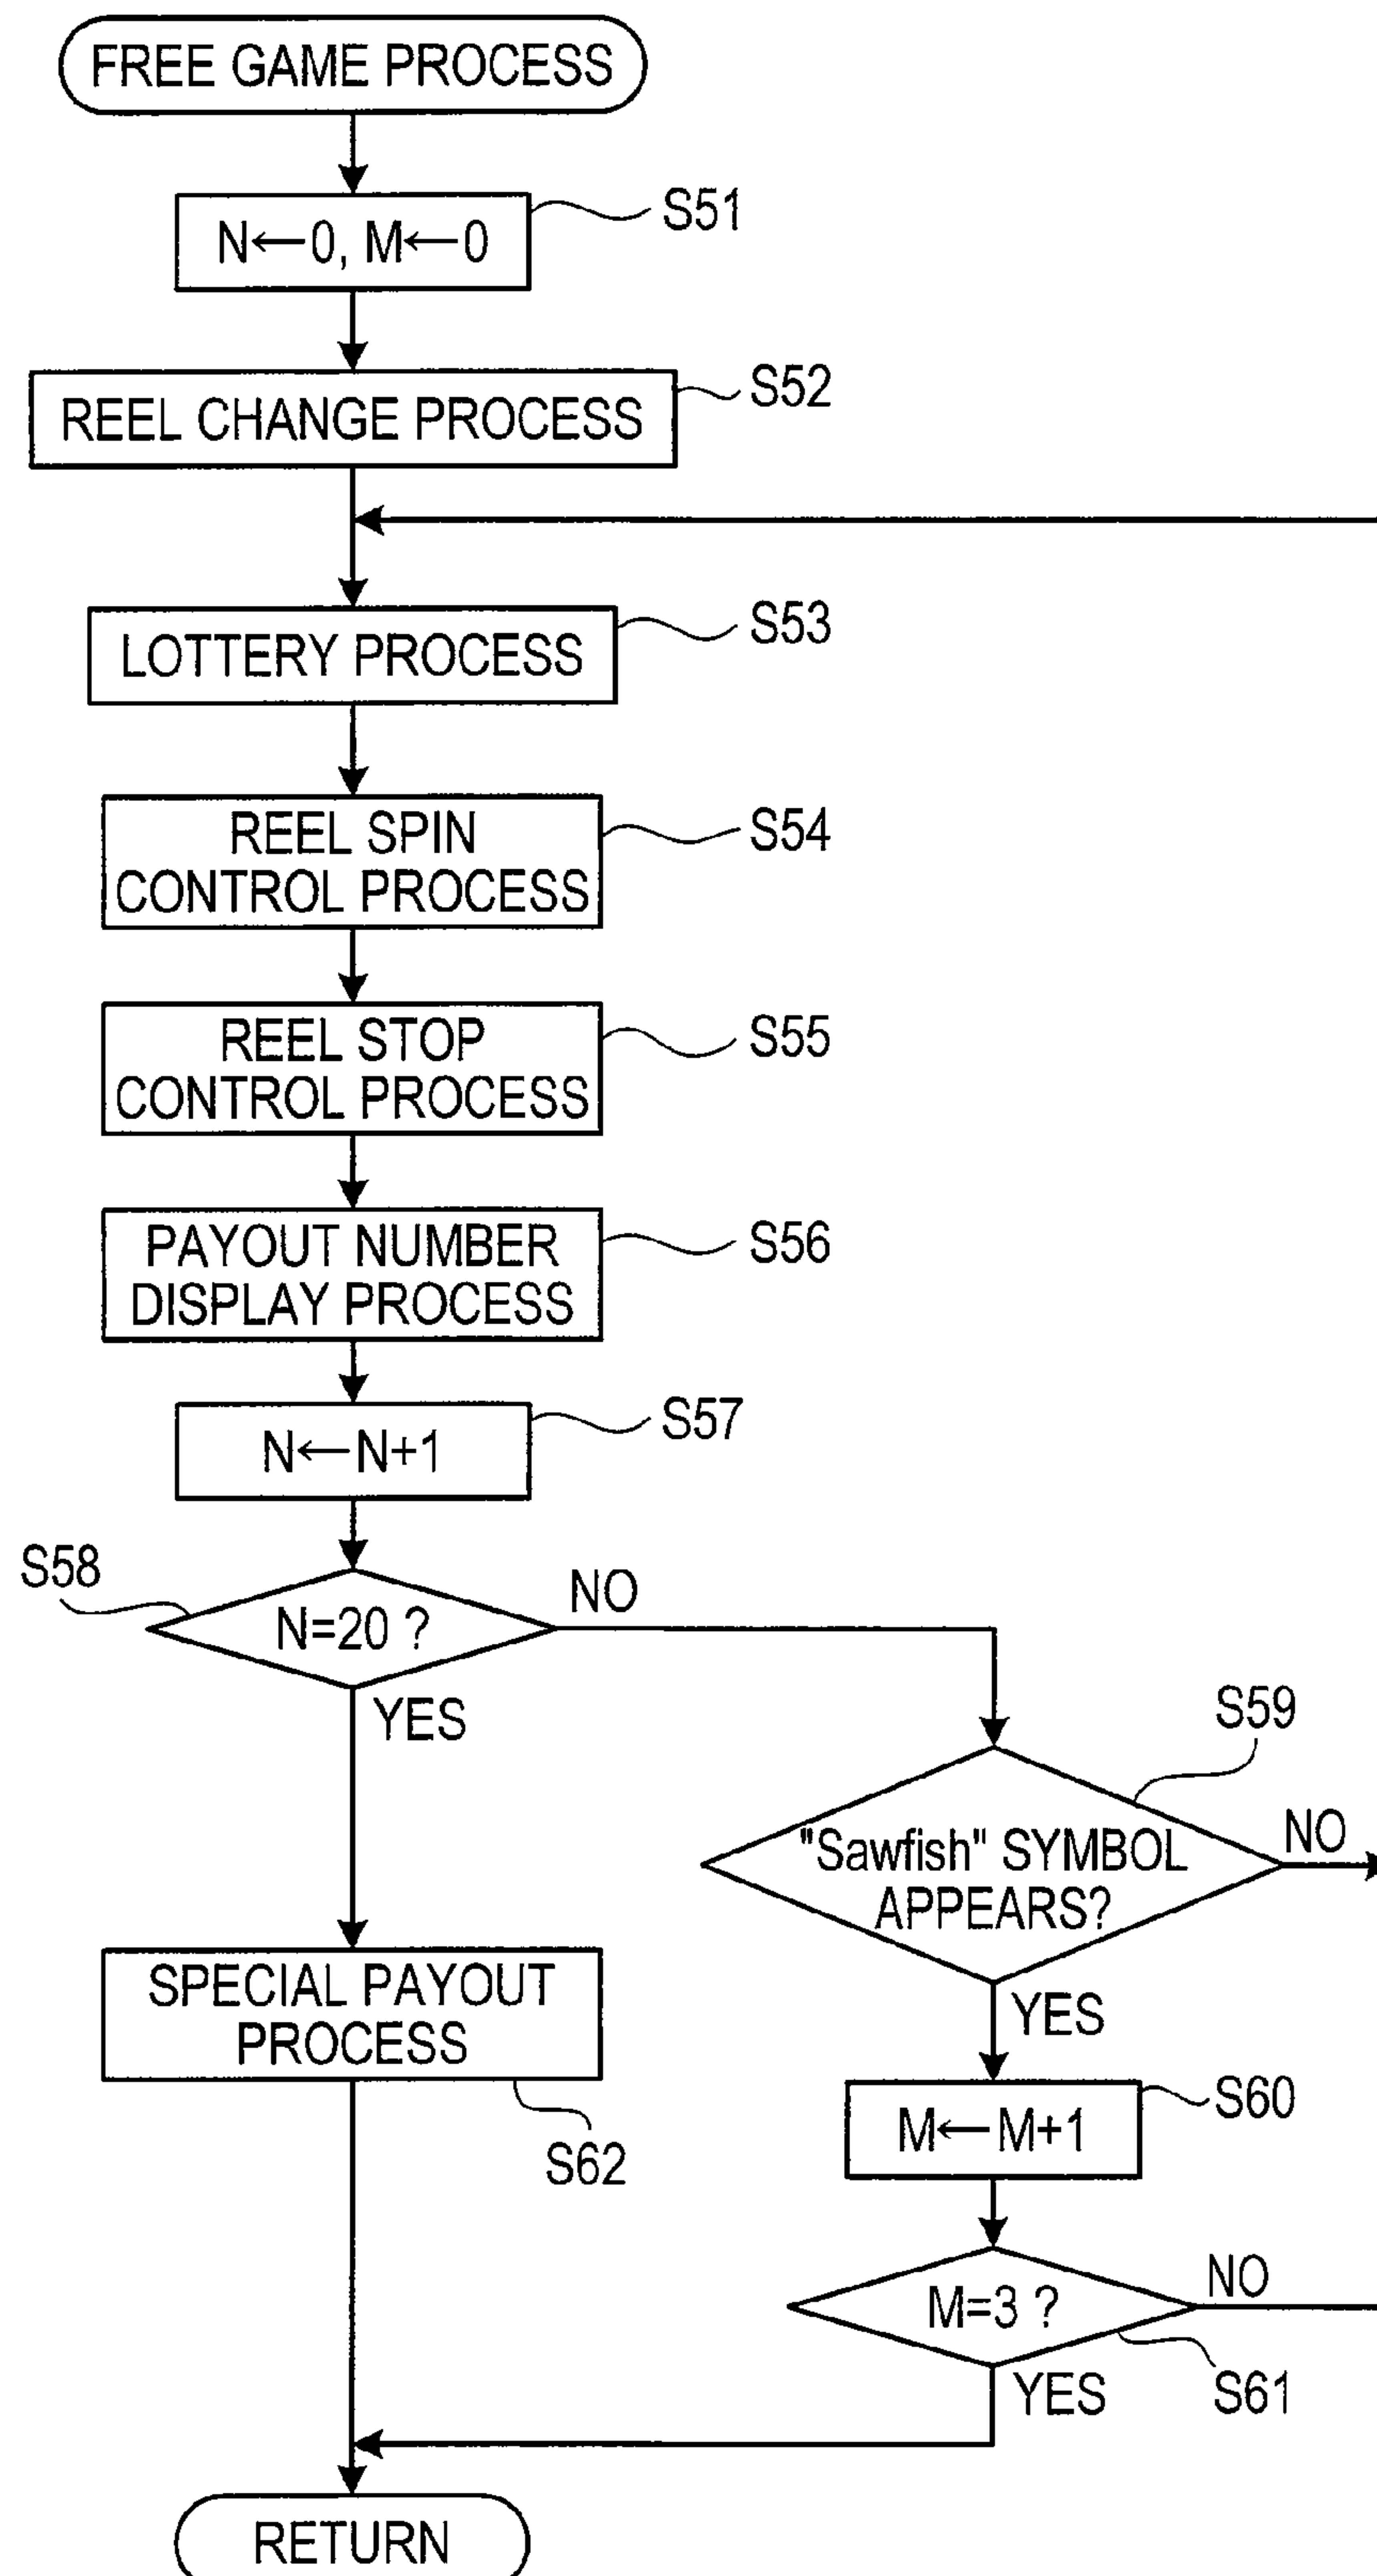 FREE GAME PROCESS
S51
N←0, M←0
S52
REEL CHANGE PROCESS
S53
LOTTERY PROCESS
S54
REEL SPIN
CONTROL PROCESS
S55
REEL STOP
CONTROL PROCESS
S56
PAYOUT NUMBER
DISPLAY PROCESS
S57
N←N+1
S58
N=20 ?
NO
YES
S59
"Sawfish" SYMBOL
APPEARS?
NO
YES
SPECIAL PAYOUT
PROCESS
S62
S60
M←M+1
M=3 ?
NO
YES
S61
RETURN